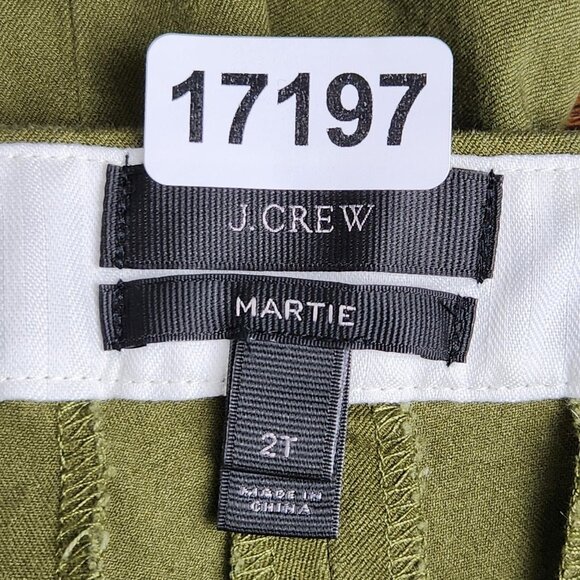 17197
J.CREW
MARTIE
2T
MADE IN
CHINA